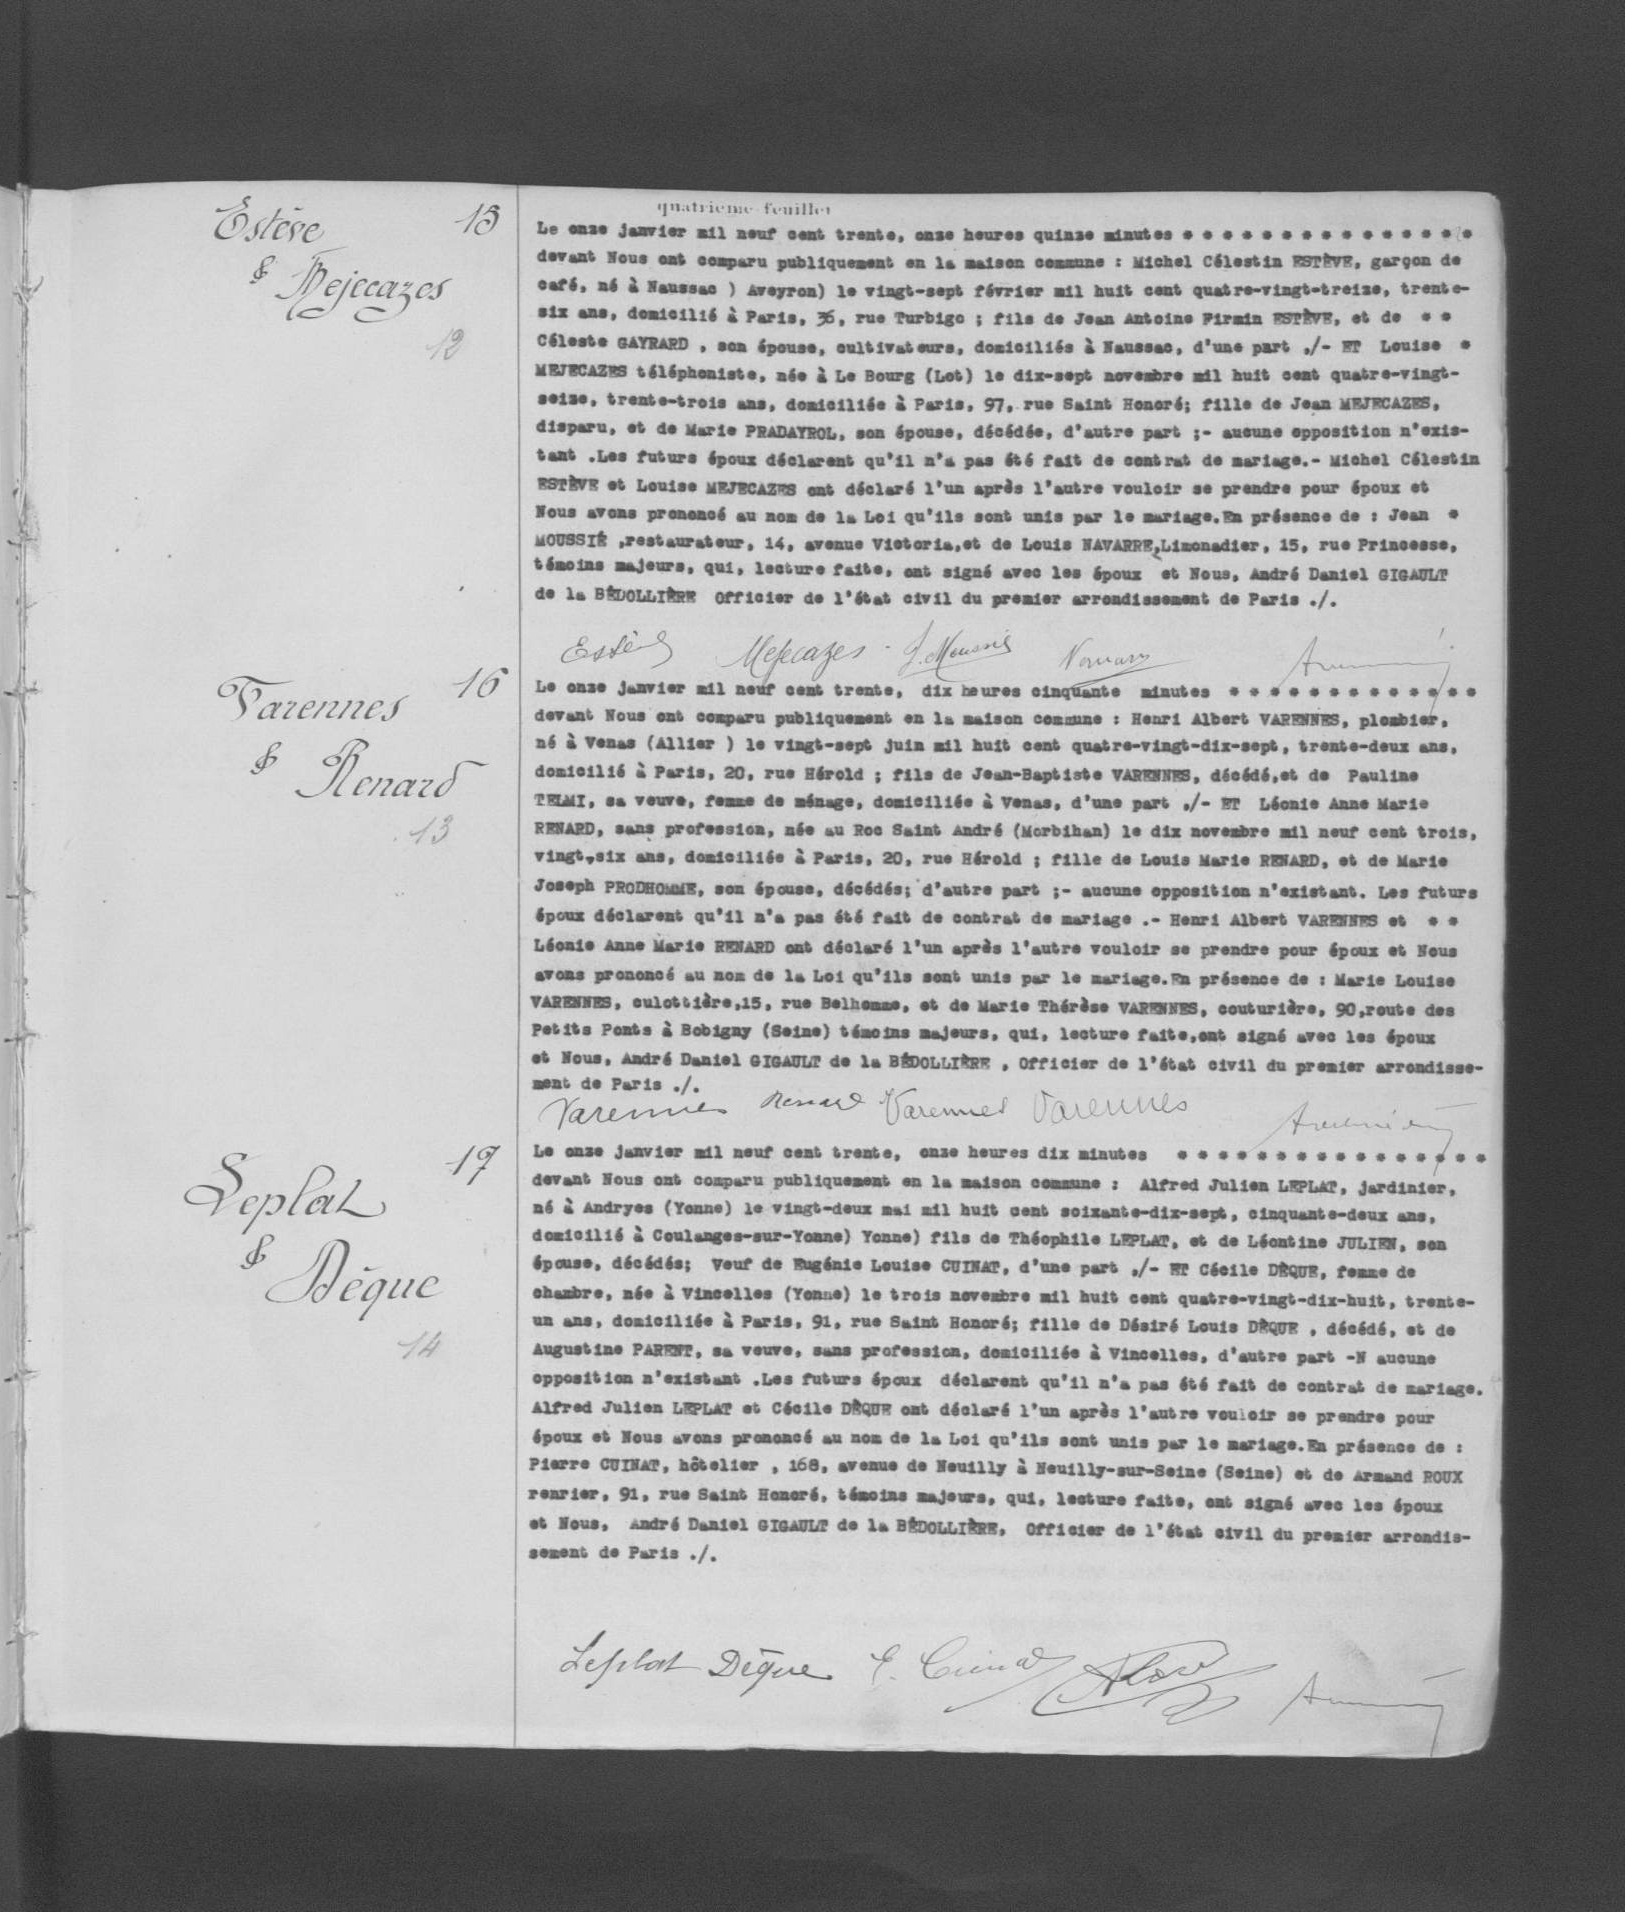 quatrième feuillet
Estève 15
& Mejecazes
12
Le onze janvier mil neuf cent trente, onze heures quinze minutes * * * * * * * * * * * * * * *
devant Nous ont comparu publiquement en la maison commune : Michel Célestin ESTÈVE, garçon de
café, né à Naussac ) Aveyron) le vingt-sept février mil huit cent quatre-vingt-treize, trente-
six ans, domicilié à Paris, 36, rue Turbigo ; fils de Jean Antoine Firmin ESTÈVE, et de * *
Céleste GAYRARD , son épouse, cultivateurs, domiciliés à Naussac, d'une part ./- ET Louise *
MEJECAZES téléphoniste, née à Le Bourg (Lot) le dix-sept novembre mil huit cent quatre-vingt-
seize, trente-trois ans, domiciliée à Paris, 97, rue Saint Honoré; fille de Jean MEJECAZES,
disparu, et de Marie PRADAYROL, son épouse, décédée, d'autre part ;- aucune opposition n'exis-
tant .Les futurs époux déclarent qu'il n'a pas été fait de contrat de mariage.- Michel Célestin
ESTÈVE et Louise MEJECAZES ont déclaré l'un après l'autre vouloir se prendre pour époux et
Nous avons prononcé au nom de la Loi qu'ils sont unis par le mariage.En présence de : Jean *
MOUSSIÉ ,restaurateur, 14, avenue Victoria,et de Louis NAVARRE,Limonadier, 15, rue Princesse,
témoins majeurs, qui, lecture faite, ont signé avec les époux et Nous, André Daniel GIGAULT
de la BÉDOLLIÈRE Officier de l'état civil du premier arrondissement de Paris ./.
Estève Mejecazes J. Moussié
Varennes 16
& Renard
13
Le onze janvier mil neuf cent trente, dix heures cinquante minutes * * * * * * * * * * * * *
devant Nous ont comparu publiquement en la maison commune : Henri Albert VARENNES, plombier,
né à Venas (Allier ) le vingt-sept juin mil huit cent quatre-vingt-dix-sept, trente-deux ans,
domicilié à Paris, 20, rue Hérold ; fils de Jean-Baptiste VARENNES, décédé,et de Pauline
TELMI, sa veuve, femme de ménage, domiciliée à Venas, d'une part ./- ET Léonie Anne Marie
RENARD, sans profession, née au Roc Saint André (Morbihan) le dix novembre mil neuf cent trois,
vingt-six ans, domiciliée à Paris, 20, rue Hérold ; fille de Louis Marie RENARD, et de Marie
Joseph PRODHOMME, son épouse, décédés; d'autre part ;- aucune opposition n'existant. Les futurs
époux déclarent qu'il n'a pas été fait de contrat de mariage .- Henri Albert VARENNES et * *
Léonie Anne Marie RENARD ont déclaré l'un après l'autre vouloir se prendre pour époux et Nous
avons prononcé au nom de la Loi qu'ils sont unis par le mariage.En présence de : Marie Louise
VARENNES, culottière,15, rue Belhomme, et de Marie Thérèse VARENNES, couturière, 90,route des
Petits Ponts à Bobigny (Seine) témoins majeurs, qui, lecture faite,ont signé avec les époux
et Nous, André Daniel GIGAULT de la BÉDOLLIÈRE , Officier de l'état civil du premier arrondisse-
ment de Paris ./.
Varennes Renard Varennes Varennes
Leplat 17
& Dèque
14
Le onze janvier mil neuf cent trente, onze heures dix minutes * * * * * * * * * * * * * * * *
devant Nous ont comparu publiquement en la maison commune : Alfred Julien LEPLAT, jardinier,
né à Andryes (Yonne) le vingt-deux mai mil huit cent soixante-dix-sept, cinquante-deux ans,
domicilié à Coulanges-sur-Yonne) Yonne) fils de Théophile LEPLAT, et de Léontine JULIEN, son
épouse, décédés; Veuf de Eugénie Louise CUINAT, d'une part ./- ET Cécile DÈQUE, femme de
chambre, née à Vincelles (Yonne) le trois novembre mil huit cent quatre-vingt-dix-huit, trente-
un ans, domiciliée à Paris, 91, rue Saint Honoré; fille de Désiré Louis DÈQUE , décédé, et de
Augustine PARENT, sa veuve, sans profession, domiciliée à Vincelles, d'autre part -N aucune
opposition n'existant .Les futurs époux déclarent qu'il n'a pas été fait de contrat de mariage.
Alfred Julien LEPLAT et Cécile DÈQUE ont déclaré l'un après l'autre vouloir se prendre pour
époux et Nous avons prononcé au nom de la Loi qu'ils sont unis par le mariage.En présence de :
Pierre CUINAT, hôtelier , 168, avenue de Neuilly à Neuilly-sur-Seine (Seine) et de Armand ROUX
renrier, 91, rue Saint Honoré, témoins majeurs, qui, lecture faite, ont signé avec les époux
et Nous, André Daniel GIGAULT de la BÉDOLLIÈRE, Officier de l'état civil du premier arrondis-
sement de Paris ./.
Leplat Dèque